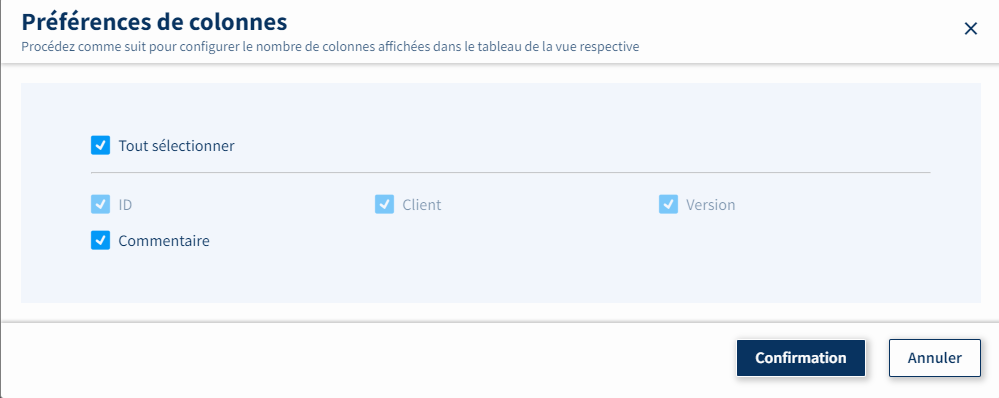 Préférences de colonnes
Procédez comme suit pour configurer le nombre de colonnes affichées dans le tableau de la vue respective
Tout sélectionner
ID Client Version
Commentaire
Confirmation Annuler